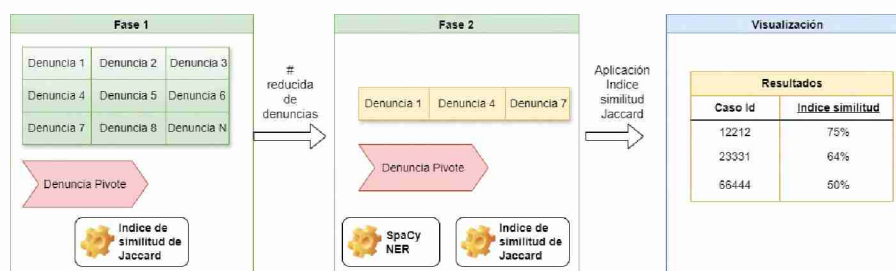 Fase 1
Denuncia 1 Denuncia 2 Denuncia 3
Denuncia 4 Denuncia 5 Denuncia 6
Denuncia 7 Denuncia 8 Denuncia N
Denuncia Pivote
Indice de
similitud de
Jaccard
#
reducida
de
denuncias
Fase 2
Denuncia 1 Denuncia 4 Denuncia 7
Denuncia Pivote
SpaCy
NER
Indice de
similitud de
Jaccard
Aplicación
Indice
similitud
Jaccard
Visualización
Resultados
Caso Id Indice similitud
12212 75%
23331 64%
66444 50%